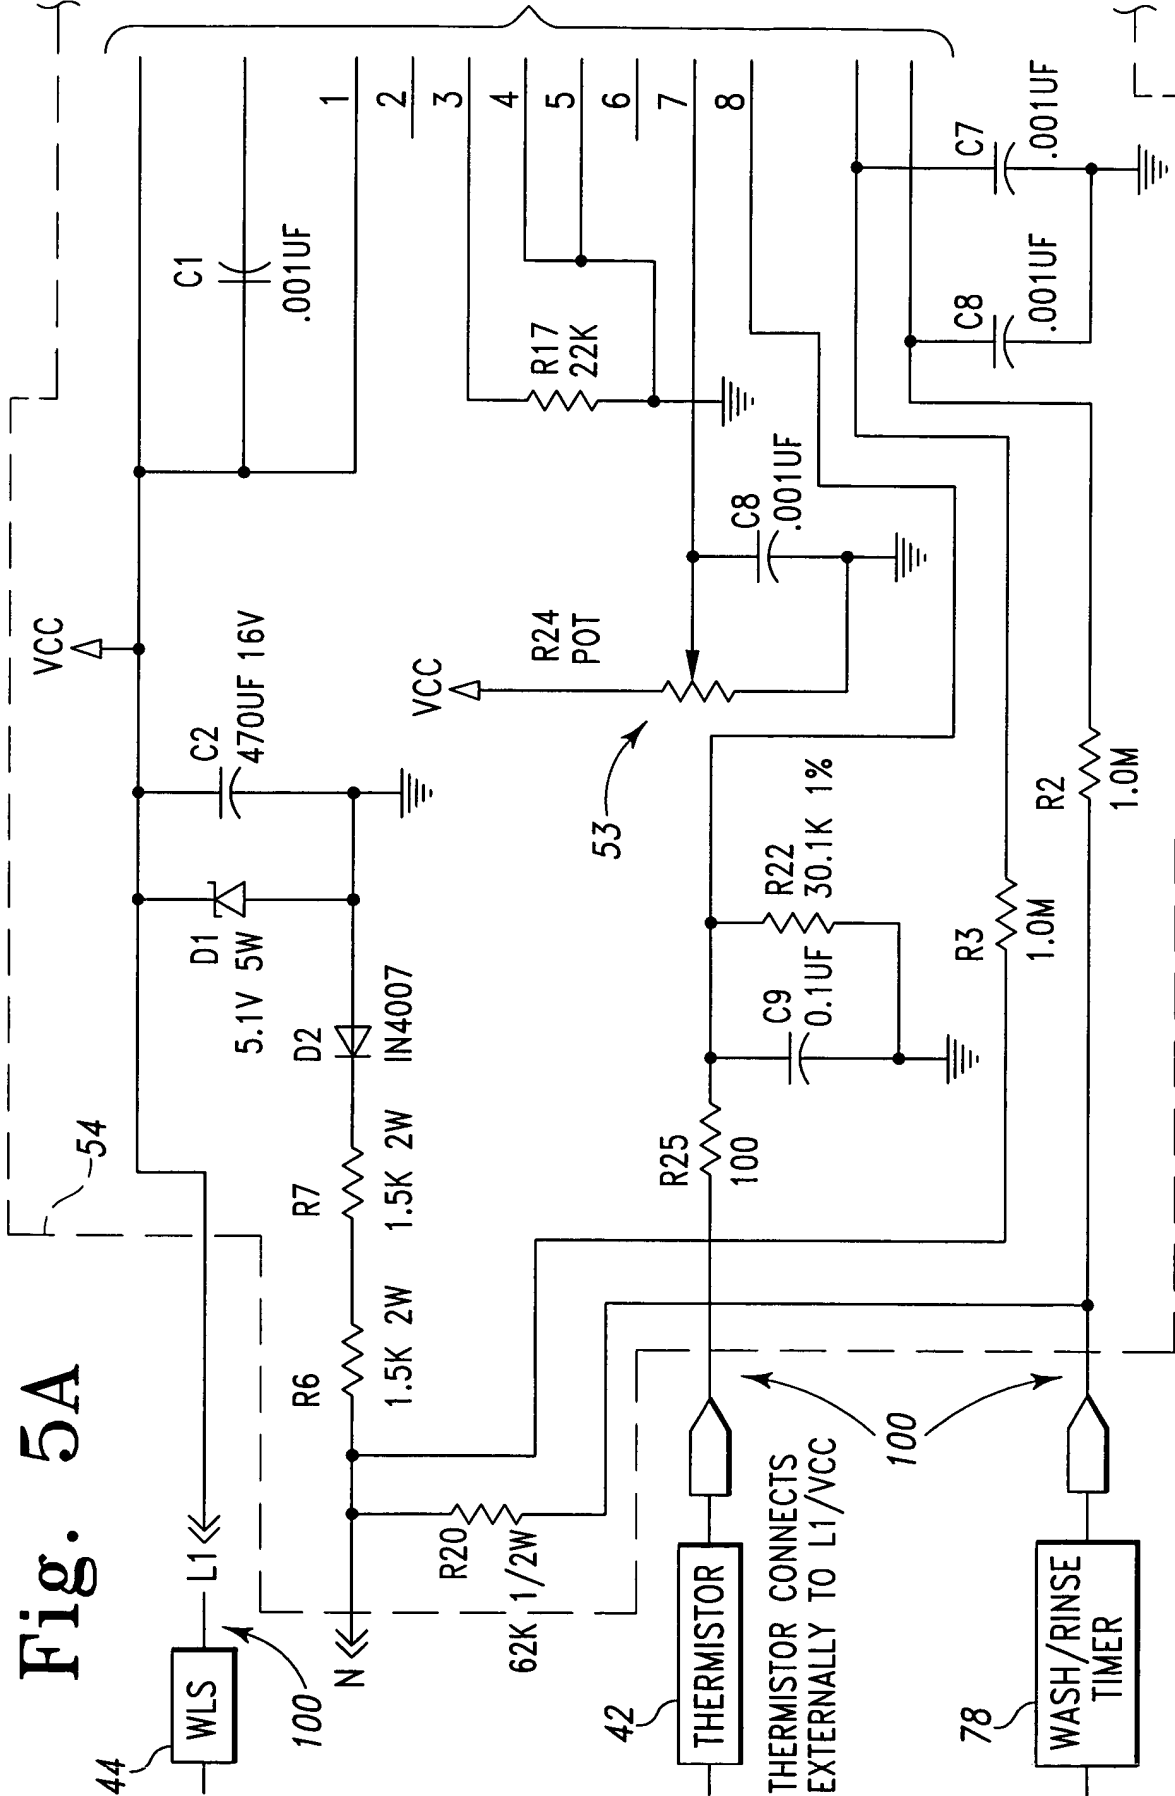 Fig. 5A
44
WLS
L1
100
54
VCC
C1
.001UF
C2
470UF 16V
D1
5.1V 5W
N
R6
1.5K 2W
R7
1.5K 2W
D2
IN4007
R20
62K 1/2W
1
2
3
4
5
6
7
8
R17
22K
VCC
R24
POT
53
C8
.001UF
42
THERMISTOR
THERMISTOR CONNECTS
EXTERNALLY TO L1/VCC
100
R25
100
C9
0.1UF
R22
30.1K 1%
R3
1.0M
R2
1.0M
C8
.001UF
C7
.001UF
78
WASH/RINSE
TIMER